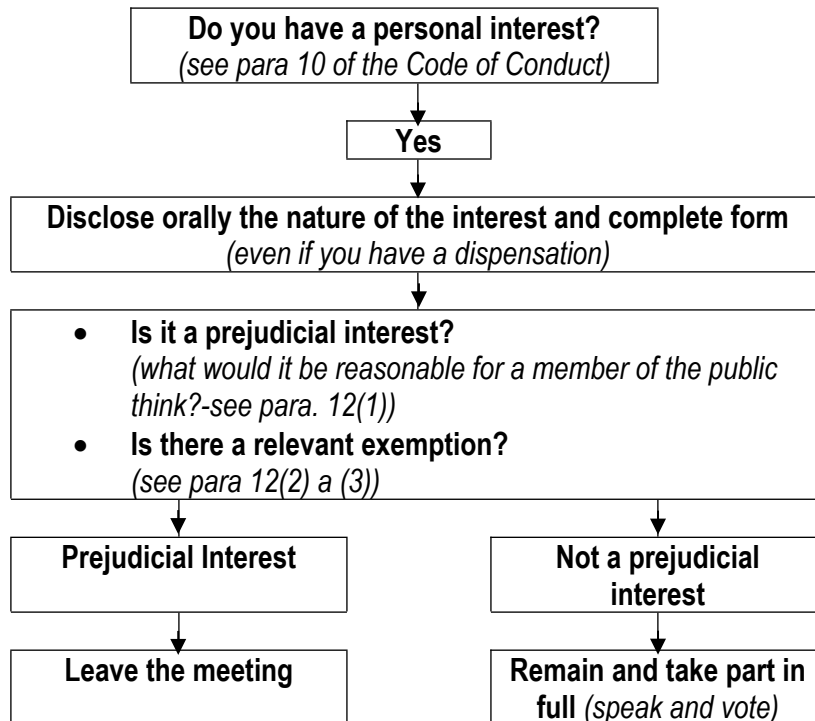 Do you have a personal interest?
(see para 10 of the Code of Conduct)
Yes
Disclose orally the nature of the interest and complete form
(even if you have a dispensation)
• Is it a prejudicial interest?
(what would it be reasonable for a member of the public
think?-see para. 12(1))
• Is there a relevant exemption?
(see para 12(2) a (3))
Prejudicial Interest
Not a prejudicial
interest
Leave the meeting
Remain and take part in
full (speak and vote)